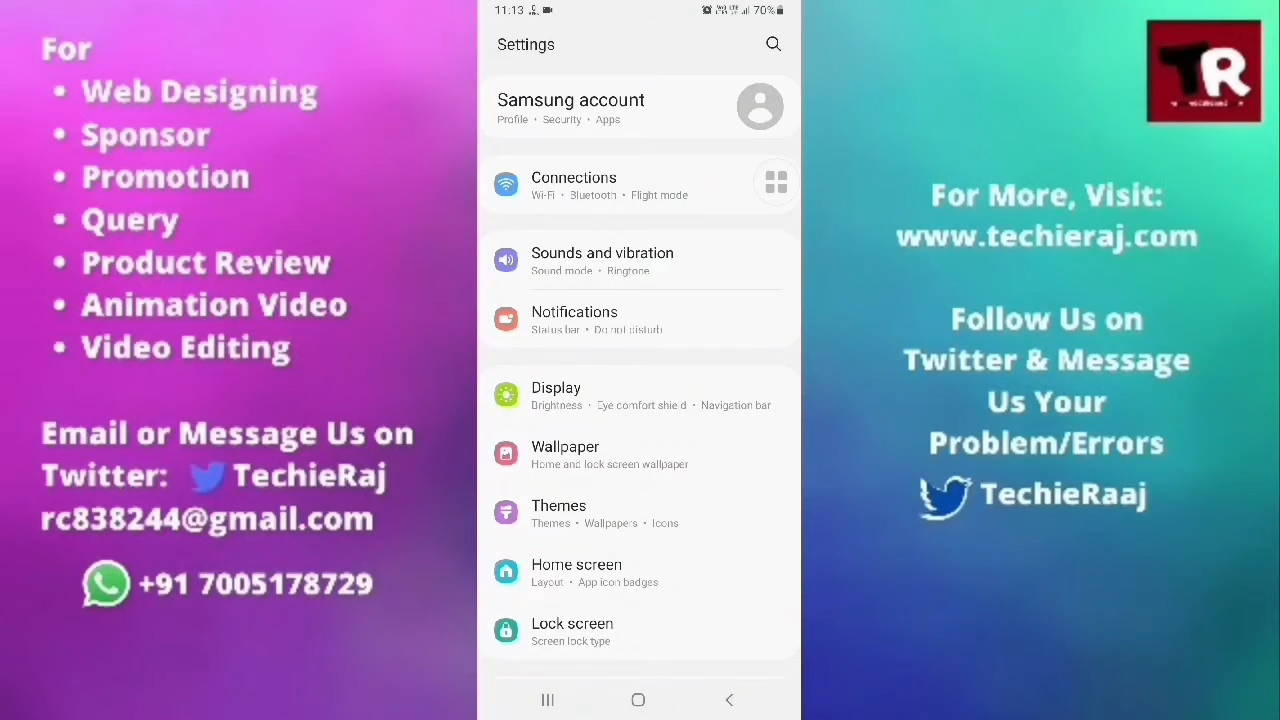 For
• Web Designing
• Sponsor
• Promotion
• Query
• Product Review
• Animation Video
• Video Editing
Email or Message Us on
Twitter: TechieRaj
rc838244@gmail.com
+91 7005178729
11:13
70%
Settings
Samsung account
Profile • Security • Apps
Connections
Wi-Fi • Bluetooth • Flight mode
Sounds and vibration
Sound mode • Ringtone
Notifications
Status bar • Do not disturb
Display
Brightness • Eye comfort shield • Navigation bar
Wallpaper
Home and lock screen wallpaper
Themes
Themes • Wallpapers • Icons
Home screen
Layout • App icon badges
Lock screen
Screen lock type
TR
For More, Visit:
www.techieraj.com
Follow Us on
Twitter & Message
Us Your
Problem/Errors
TechieRaaj